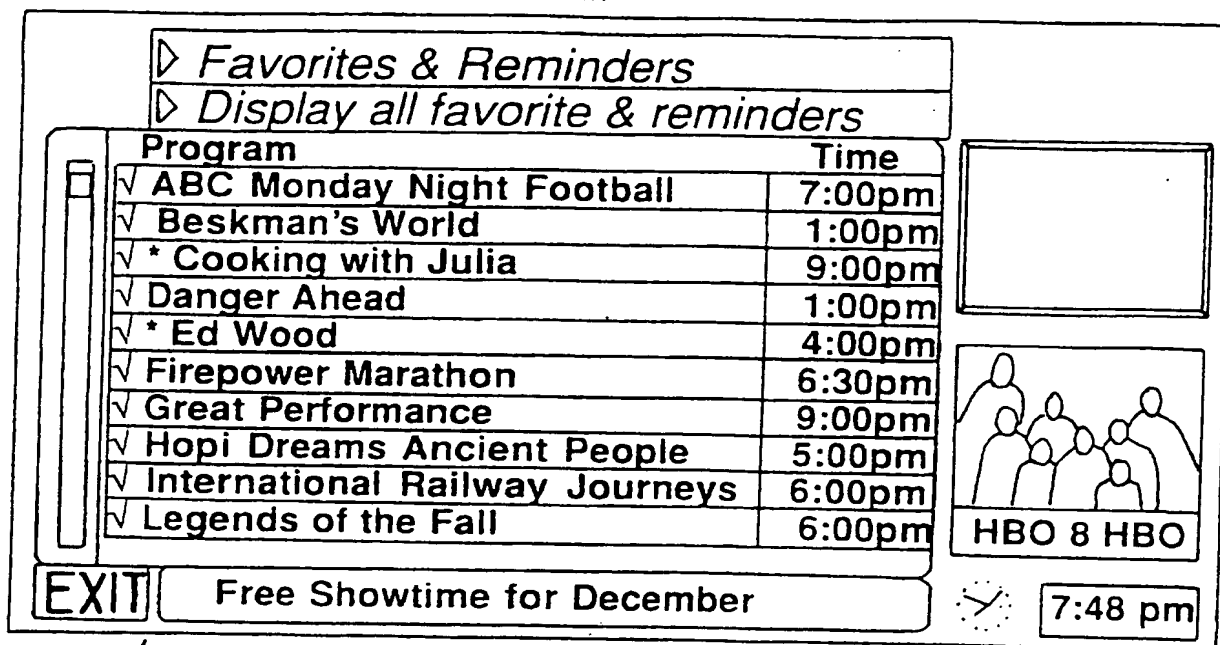 ▷ Favorites & Reminders
▷ Display all favorite & reminders
Program Time
√ ABC Monday Night Football 7:00pm
√ Beskman's World 1:00pm
√ * Cooking with Julia 9:00pm
√ Danger Ahead 1:00pm
√ * Ed Wood 4:00pm
√ Firepower Marathon 6:30pm
√ Great Performance 9:00pm
√ Hopi Dreams Ancient People 5:00pm
√ International Railway Journeys 6:00pm
√ Legends of the Fall 6:00pm
HBO 8 HBO
EXIT Free Showtime for December 7:48 pm